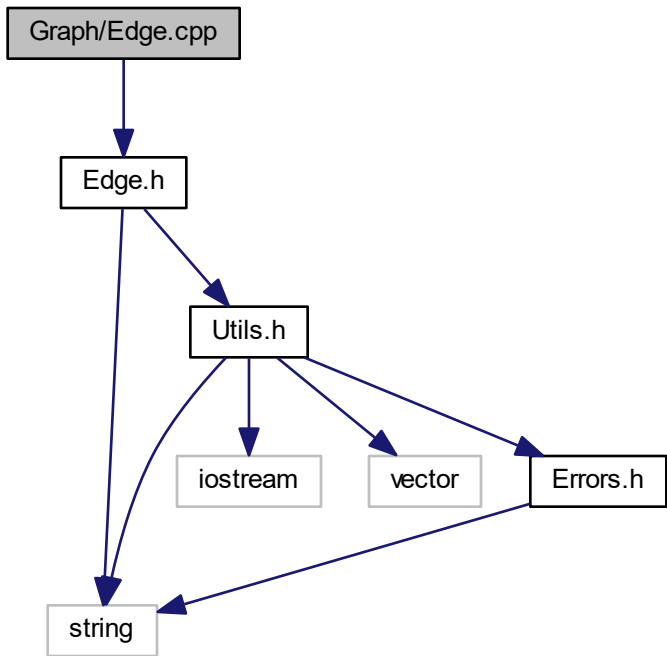 Graph/Edge.cpp
Edge.h
Utils.h
iostream
vector
Errors.h
string